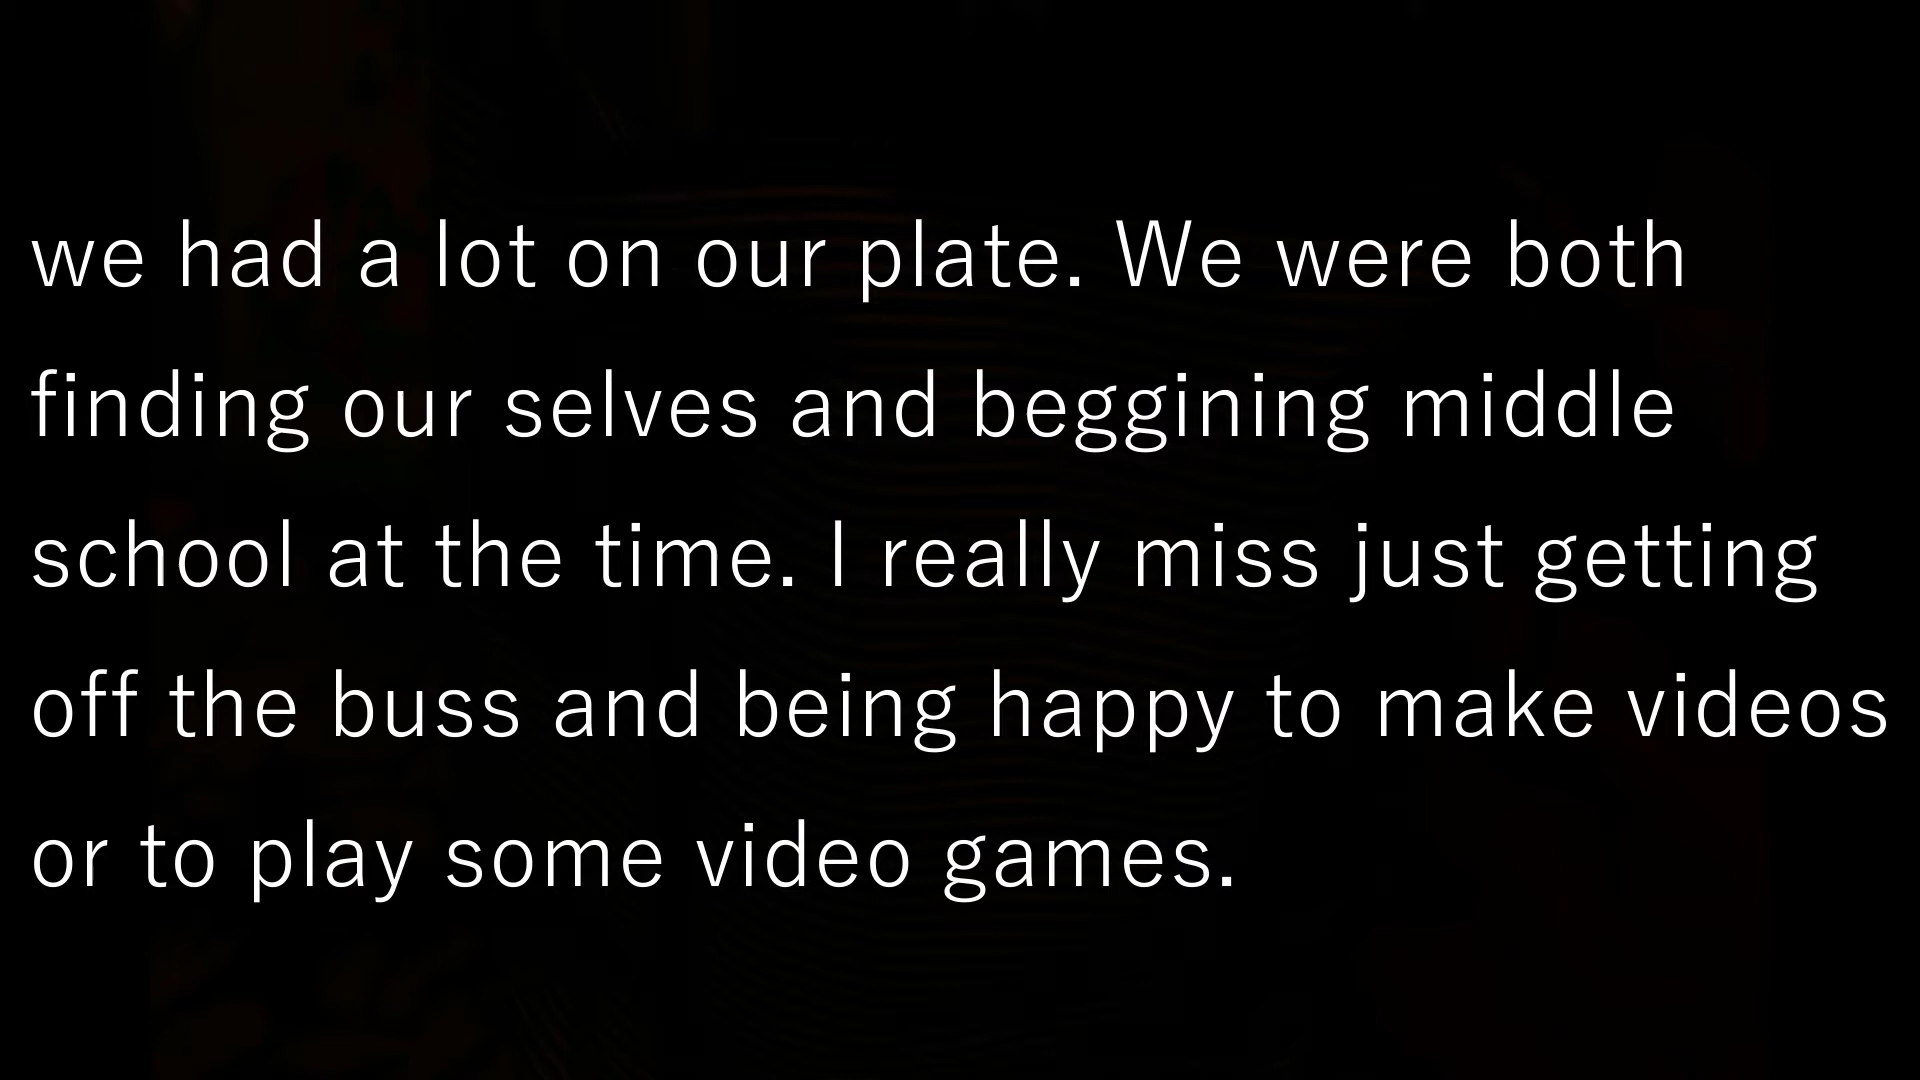 we had a lot on our plate. We were both
finding our selves and beggining middle
school at the time. I really miss just getting
off the buss and being happy to make videos
or to play some video games.